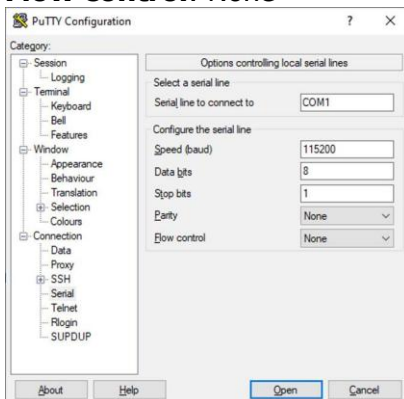 Flow Control: None
PuTTY Configuration
?
Category:
Session
Logging
Terminal
Keyboard
Bell
Features
Window
Appearance
Behaviour
Translation
Selection
Colours
Connection
Data
Proxy
SSH
Serial
Telnet
Rlogin
SUPDUP
Options controlling local serial lines
Select a serial line
Serial line to connect to COM1
Configure the serial line
Speed (baud) 115200
Data bits 8
Stop bits 1
Parity None
Flow control None
About Help Open Cancel